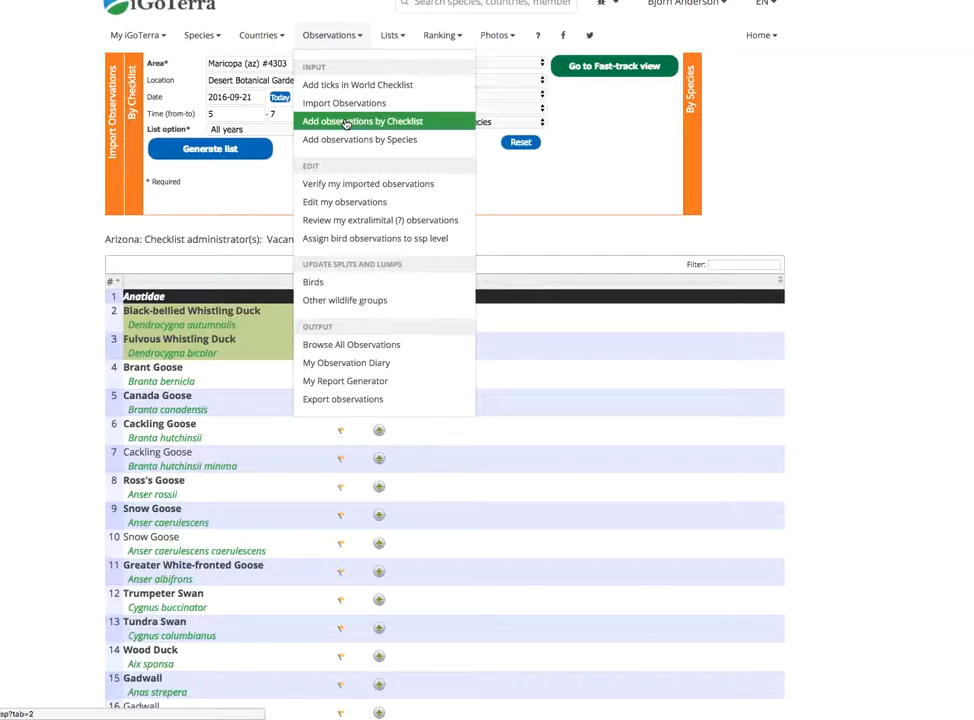 iGoTerra
Search species, countries, member
Bjorn Anderson
EN
My iGoTerra
Species
Countries
Observations
Lists
Ranking
Photos
?
Home
Import Observations
By Checklist
Area*
Maricopa (az) #4303
Location
Desert Botanical Garde
Date
2016-09-21
Today
Time (from-to)
5
- 7
List option*
All years
Generate list
* Required
INPUT
Add ticks in World Checklist
Import Observations
Add observations by Checklist
Add observations by Species
EDIT
Verify my imported observations
Edit my observations
Review my extralimital (?) observations
Assign bird observations to ssp level
UPDATE SPLITS AND LUMPS
Birds
Other wildlife groups
OUTPUT
Browse All Observations
My Observation Diary
My Report Generator
Export observations
Go to Fast-track view
Reset
By Species
Arizona: Checklist administrator(s): Vacan
Filter:
#
1 Anatidae
2 Black-bellied Whistling Duck
Dendrocygna autumnalis
3 Fulvous Whistling Duck
Dendrocygna bicolor
4 Brant Goose
Branta bernicla
5 Canada Goose
Branta canadensis
6 Cackling Goose
Branta hutchinsii
7 Cackling Goose
Branta hutchinsii minima
8 Ross's Goose
Anser rossii
9 Snow Goose
Anser caerulescens
10 Snow Goose
Anser caerulescens caerulescens
11 Greater White-fronted Goose
Anser albifrons
12 Trumpeter Swan
Cygnus buccinator
13 Tundra Swan
Cygnus columbianus
14 Wood Duck
Aix sponsa
15 Gadwall
Anas strepera
16 Gadwall
sp?tab=2